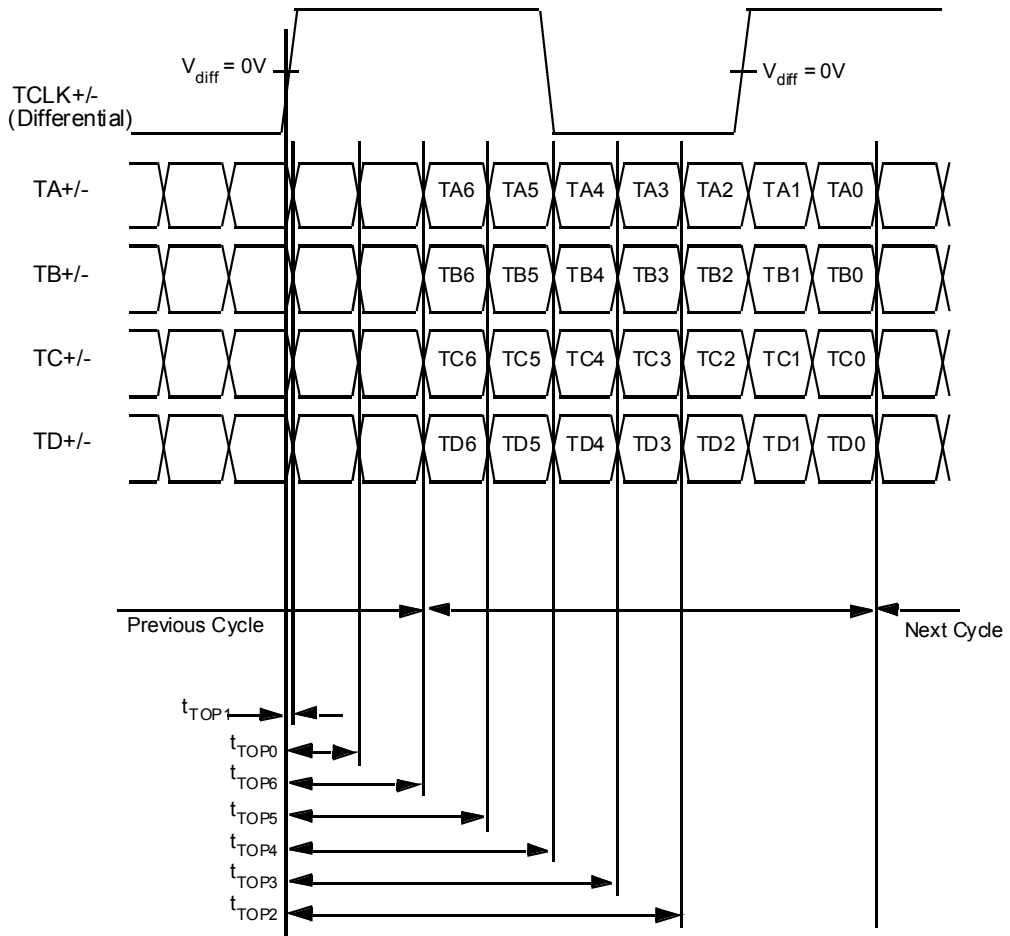 V_diff = 0V
V_diff = 0V
TCLK+/-
(Differential)
TA+/- TA6 TA5 TA4 TA3 TA2 TA1 TA0
TB+/- TB6 TB5 TB4 TB3 TB2 TB1 TB0
TC+/- TC6 TC5 TC4 TC3 TC2 TC1 TC0
TD+/- TD6 TD5 TD4 TD3 TD2 TD1 TD0
Previous Cycle
Next Cycle
t_TOP1
t_TOP0
t_TOP6
t_TOP5
t_TOP4
t_TOP3
t_TOP2